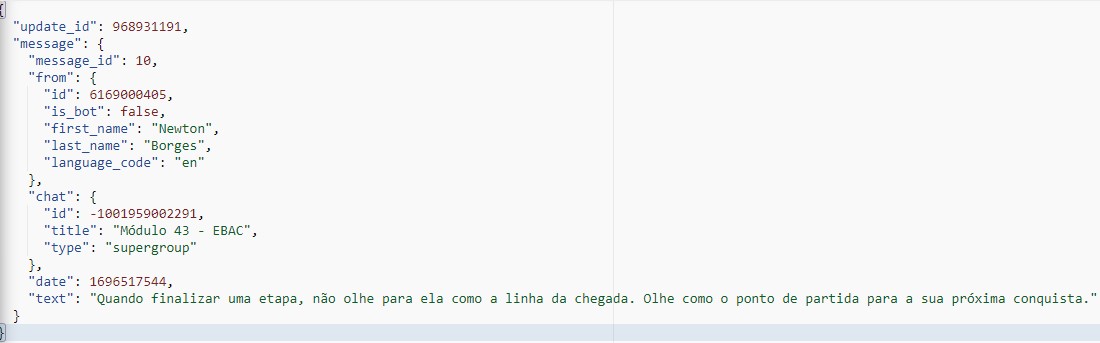 {
"update_id": 968931191,
"message": {
"message_id": 10,
"from": {
"id": 6169000405,
"is_bot": false,
"first_name": "Newton",
"last_name": "Borges",
"language_code": "en"
},
"chat": {
"id": -1001959002291,
"title": "Módulo 43 - EBAC",
"type": "supergroup"
},
"date": 1696517544,
"text": "Quando finalizar uma etapa, não olhe para ela como a linha da chegada. Olhe como o ponto de partida para a sua próxima conquista."
}
}